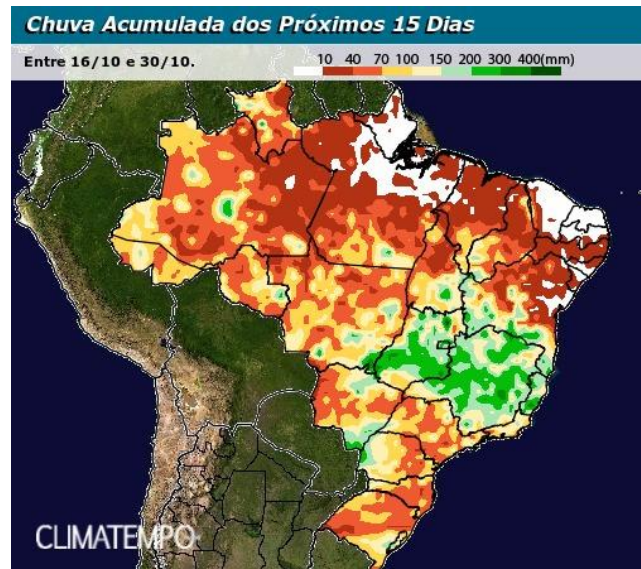 Chuva Acumulada dos Próximos 15 Dias
Entre 16/10 e 30/10.
10 40 70 100 150 200 300 400(mm)
CLIMATEMPO